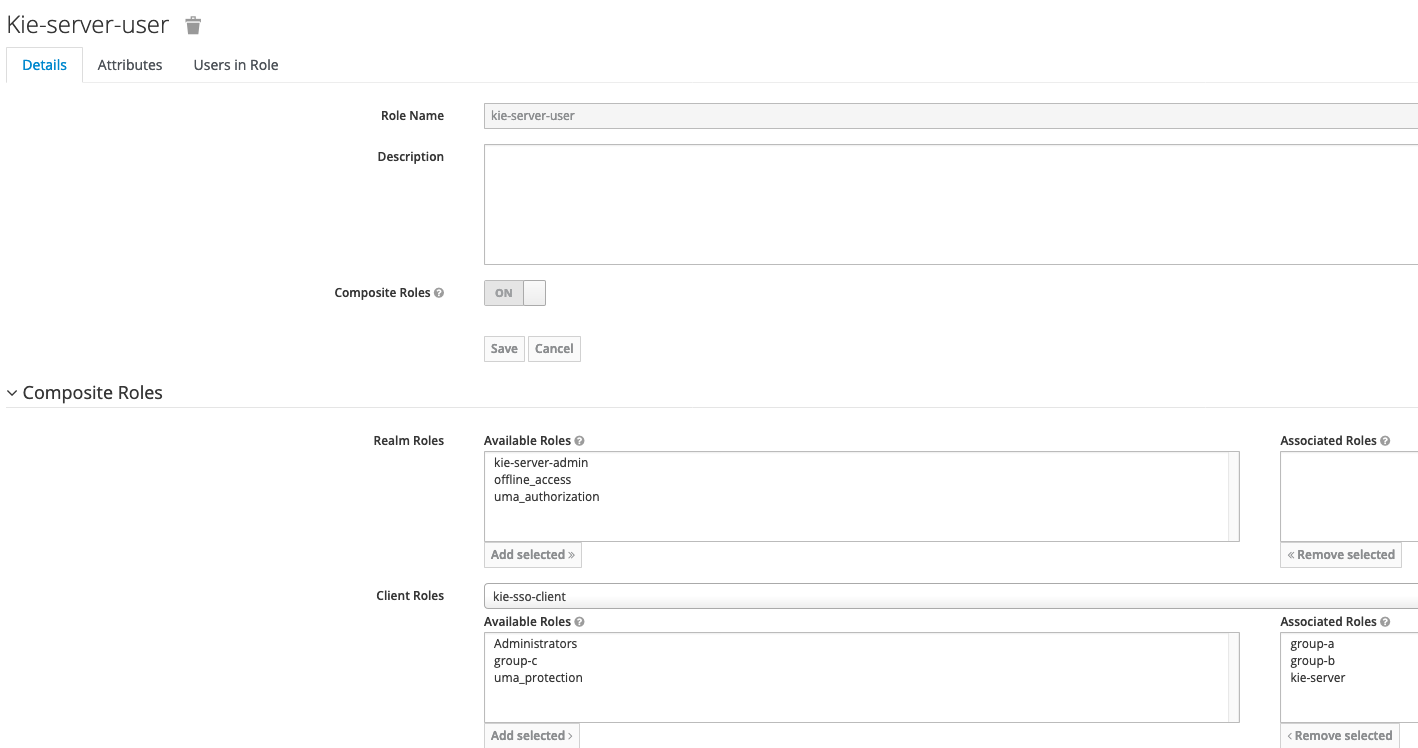 Kie-server-user
Details Attributes Users in Role
Role Name kie-server-user
Description
Composite Roles ON
Save Cancel
Composite Roles
Realm Roles Available Roles Associated Roles
kie-server-admin
offline_access
uma_authorization
Add selected » « Remove selected
Client Roles kie-sso-client
Available Roles Associated Roles
Administrators group-a
group-c group-b
uma_protection kie-server
Add selected › ‹ Remove selected